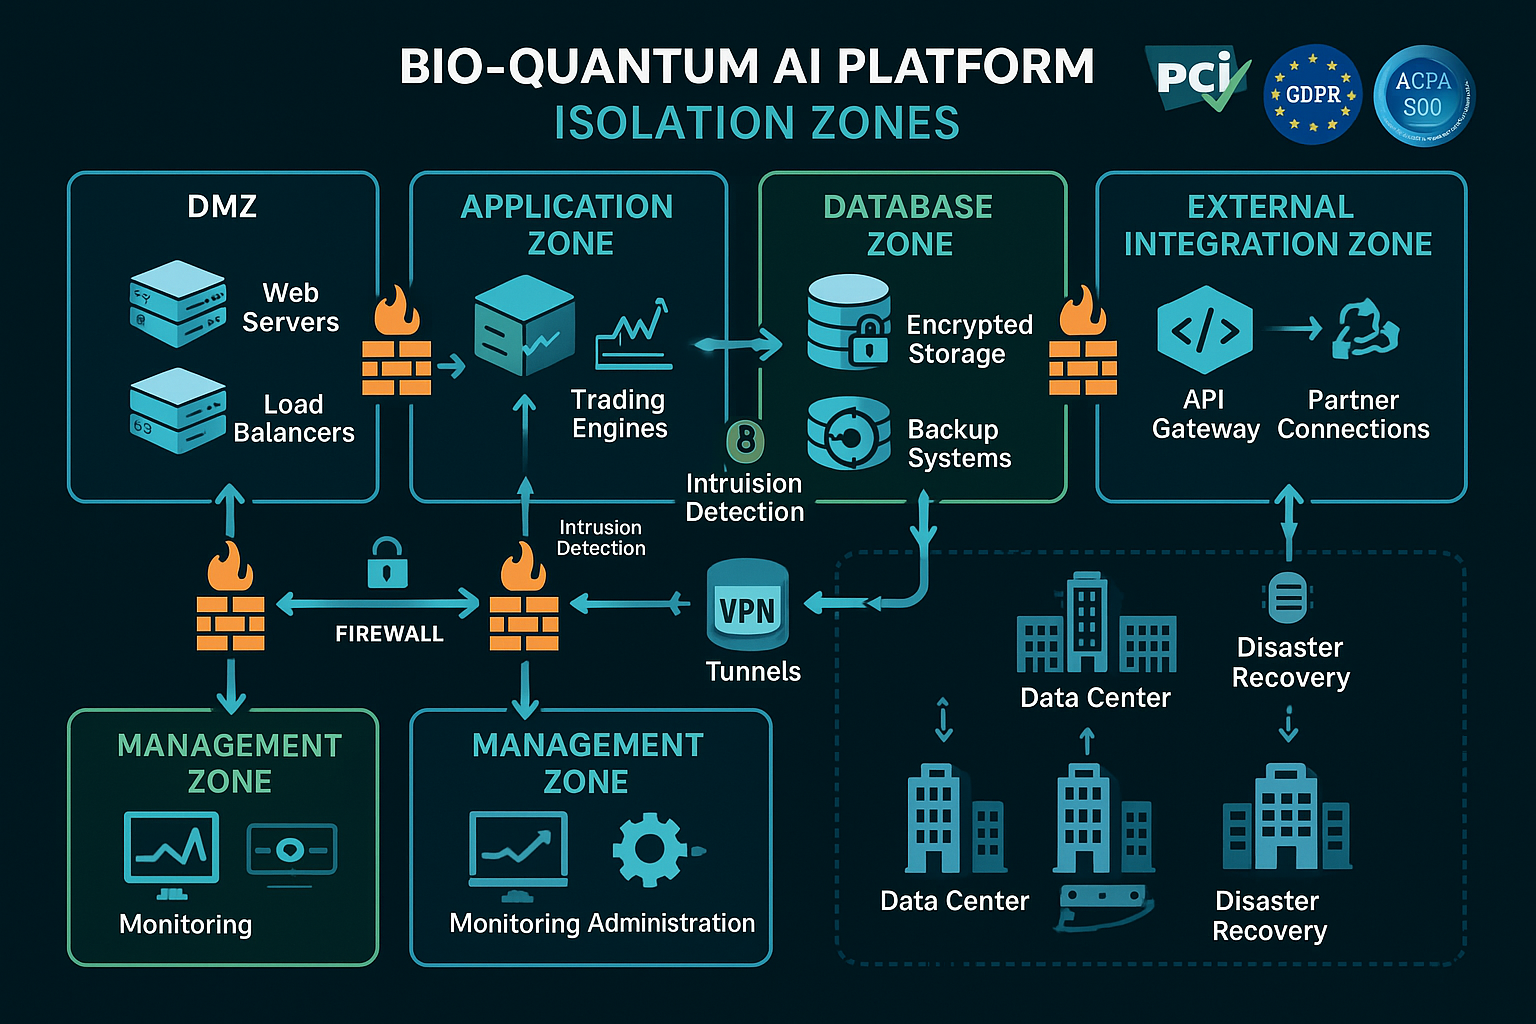 BIO-QUANTUM AI PLATFORM
ISOLATION ZONES
PCi
GDPR
ACPA
S00
DMZ
Web
Servers
Load
Balancers
APPLICATION
ZONE
Trading
Engines
DATABASE
ZONE
Encrypted
Storage
Backup
Systems
EXTERNAL
INTEGRATION ZONE
API
Gateway
Partner
Connections
8
Intruision
Detection
Intrusion
Detection
FIREWALL
VPN
Tunnels
Data Center
Disaster
Recovery
MANAGEMENT
ZONE
Monitoring
MANAGEMENT
ZONE
Monitoring
Administration
Data Center
Disaster
Recovery